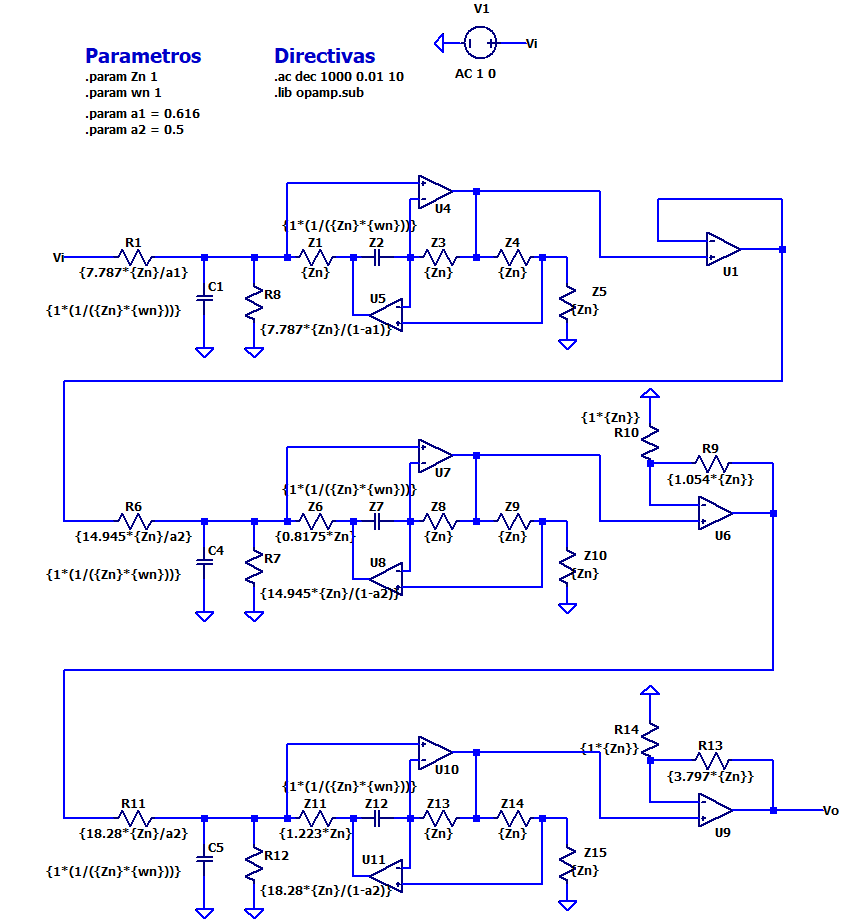 V1
Vi
AC 1 0
Parametros
.param Zn 1
.param wn 1
.param a1 = 0.616
.param a2 = 0.5
Directivas
.ac dec 1000 0.01 10
.lib opamp.sub
U4
{1*(1/({Zn}*{wn}))}
R1
Z1
Z2
Z3
Z4
Vi
{7.787*{Zn}/a1}
{Zn}
{Zn}
{Zn}
U1
C1
R8
U5
Z5
{1*(1/({Zn}*{wn}))}
{Zn}
{7.787*{Zn}/(1-a1)}
{1*{Zn}}
R10
R9
U7
{1.054*{Zn}}
{1*(1/({Zn}*{wn}))}
R6
Z6
Z7
Z8
Z9
{14.945*{Zn}/a2}
{0.8175*Zn}
{Zn}
{Zn}
U6
C4
R7
U8
Z10
{1*(1/({Zn}*{wn}))}
{Zn}
{14.945*{Zn}/(1-a2)}
R14
{1*{Zn}}
R13
U10
{3.797*{Zn}}
{1*(1/({Zn}*{wn}))}
R11
Z11
Z12
Z13
Z14
Vo
{18.28*{Zn}/a2}
{1.223*Zn}
{Zn}
{Zn}
U9
C5
R12
U11
Z15
{1*(1/({Zn}*{wn}))}
{Zn}
{18.28*{Zn}/(1-a2)}